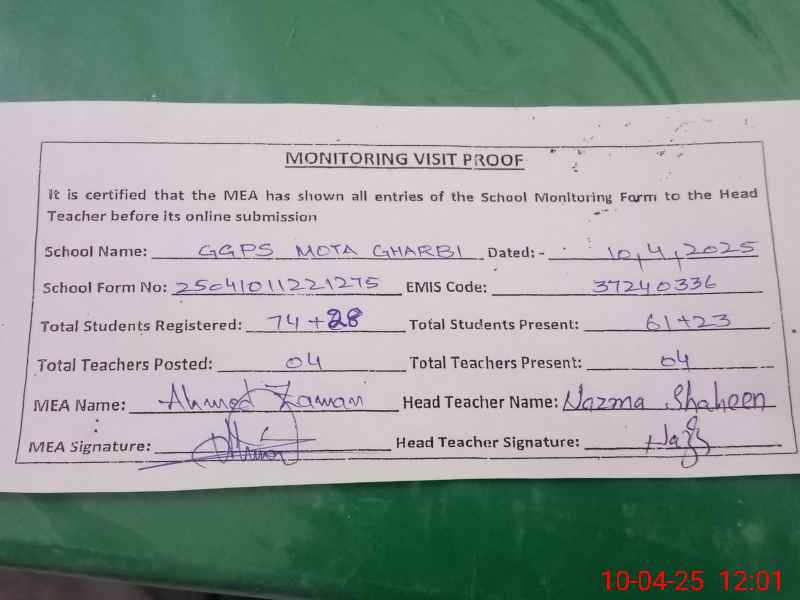 MONITORING VISIT PROOF
It is certified that the MEA has shown all entries of the School Monitoring Form to the Head
Teacher before its online submission
School Name: GGPS MOTA GHARBI Dated: - 10, 4, 2025
School Form No: 25041011221275 EMIS Code: 37240336
Total Students Registered: 74+28 Total Students Present: 61+23
Total Teachers Posted: 04 Total Teachers Present: 04
MEA Name: Ahmed Zaman Head Teacher Name: Nazma Shaheen
MEA Signature: Head Teacher Signature:
10-04-25 12:01